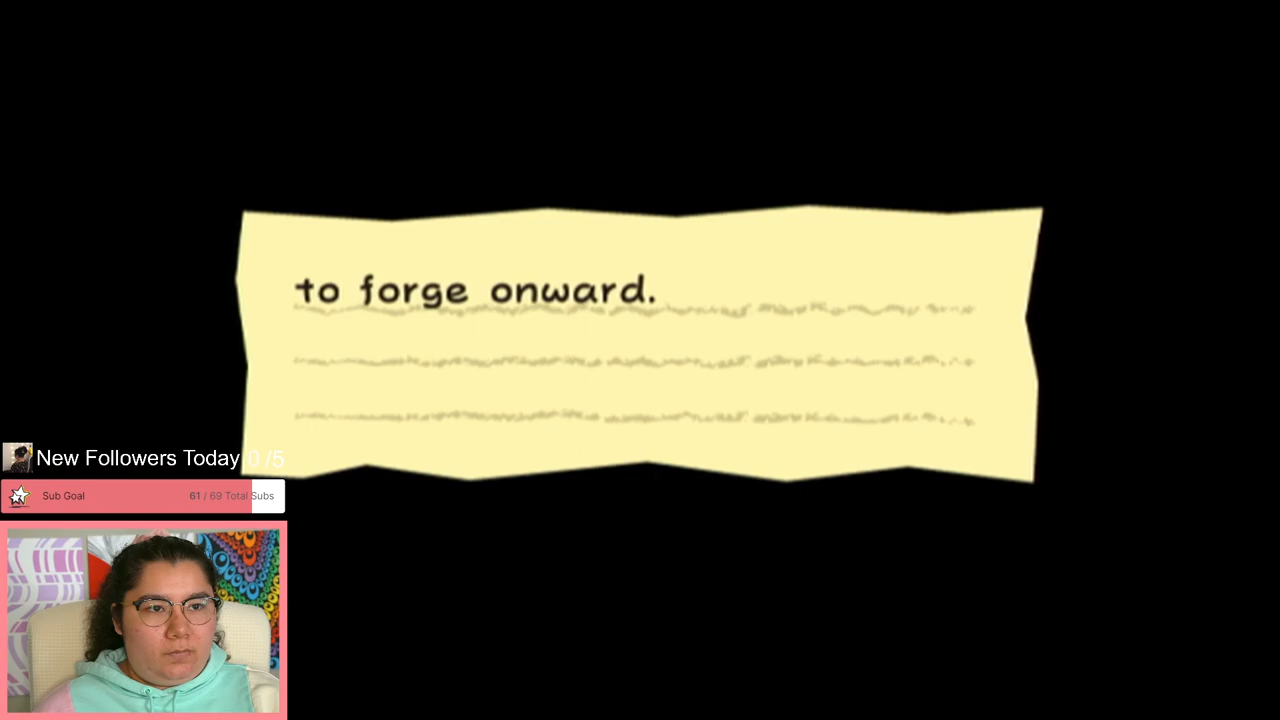 to forge onward.
New Followers Today 0 /5
Sub Goal 61 / 69 Total Subs